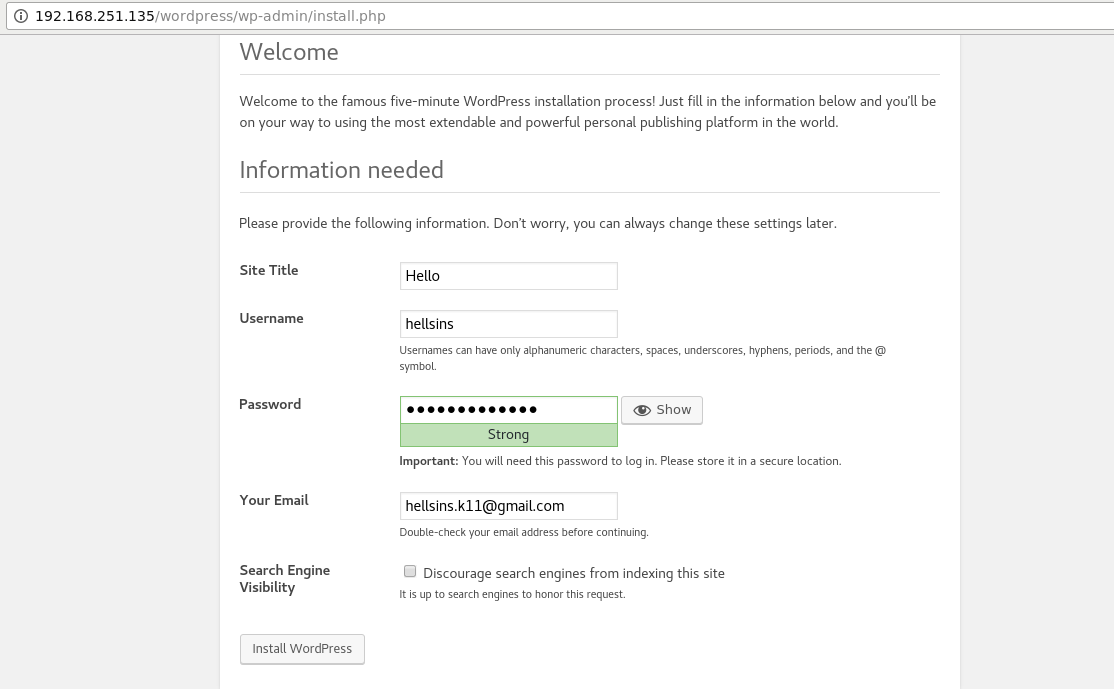 192.168.251.135/wordpress/wp-admin/install.php
Welcome
Welcome to the famous five-minute WordPress installation process! Just fill in the information below and you’ll be
on your way to using the most extendable and powerful personal publishing platform in the world.
Information needed
Please provide the following information. Don’t worry, you can always change these settings later.
Site Title
Hello
Username
hellsins
Usernames can have only alphanumeric characters, spaces, underscores, hyphens, periods, and the @
symbol.
Password
●●●●●●●●●●●●●
Show
Strong
Important: You will need this password to log in. Please store it in a secure location.
Your Email
hellsins.k11@gmail.com
Double-check your email address before continuing.
Search Engine
Visibility
Discourage search engines from indexing this site
It is up to search engines to honor this request.
Install WordPress